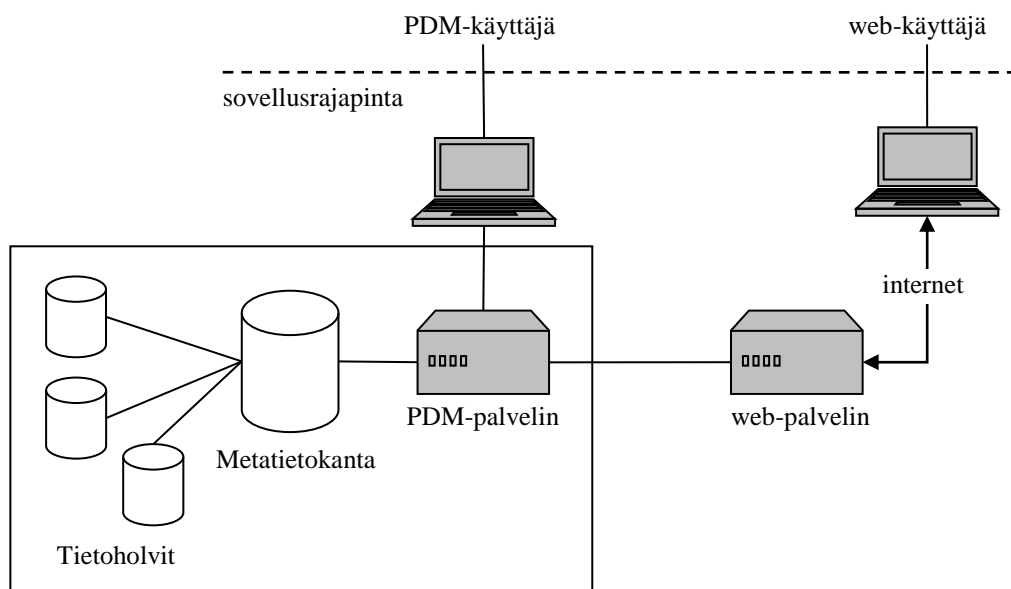 PDM-käyttäjä
web-käyttäjä
sovellusrajapinta
internet
PDM-palvelin
web-palvelin
Metatietokanta
Tietoholvit